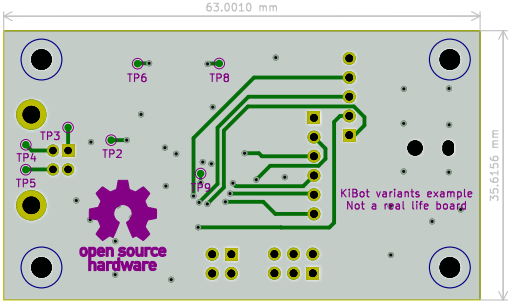 63.0010 mm
TP6
TP8
TP3
TP2
TP4
TP5
P9
35.6156 mm
KiBot variants example
Not a real life board
open source
hardware